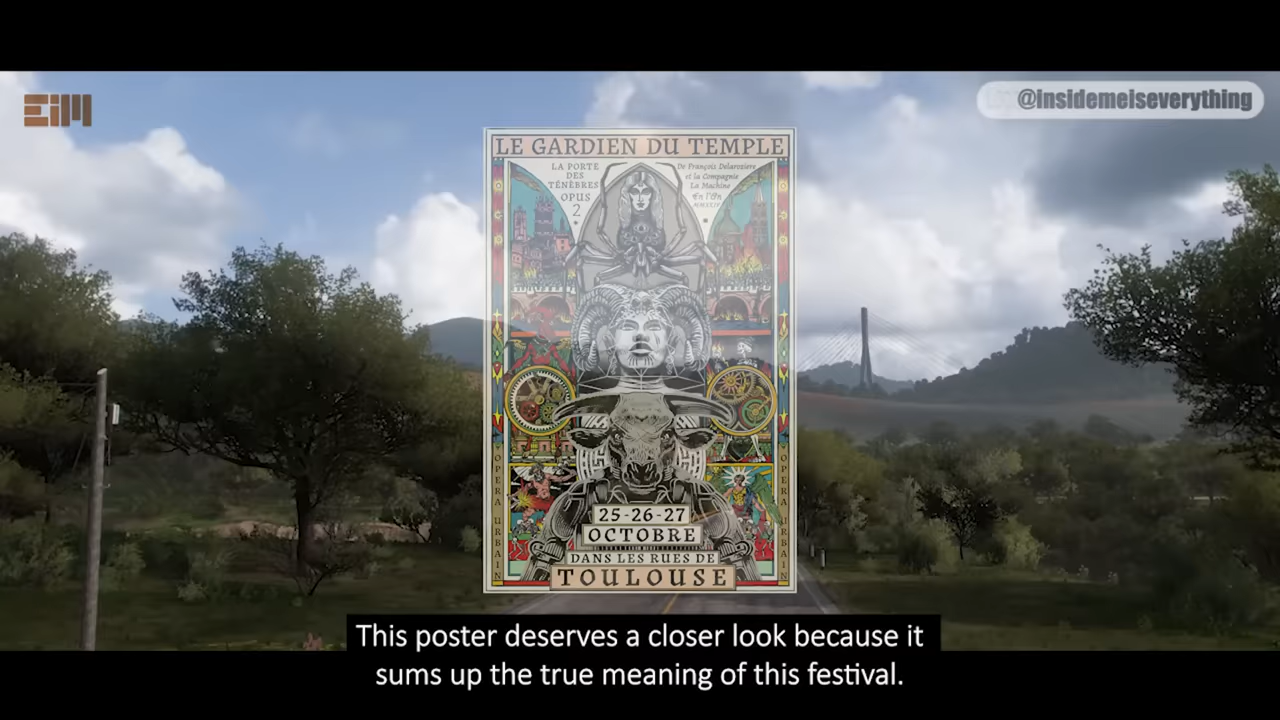 EiM
@insidemeiseverything
LE GARDIEN DU TEMPLE
LA PORTE
DES
TÉNÈBRES
OPUS
2
De François Delarozière
et la Compagnie
La Machine
En l'An
MMXXIV
OPERA URBAIN
OPERA URBAIN
25-26-27
OCTOBRE
DANS LES RUES DE
TOULOUSE
This poster deserves a closer look because it
sums up the true meaning of this festival.